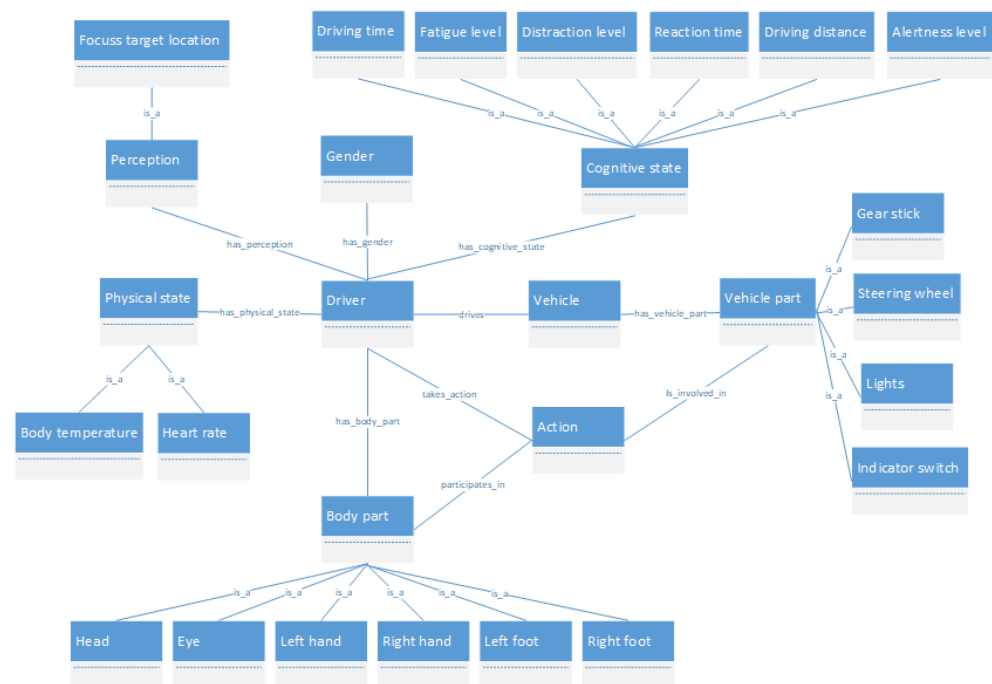 Focuss target location
Driving time
Fatigue level
Distraction level
Reaction time
Driving distance
Alertness level
is_a
is_a
is_a
is_a
is_a
is_a
is_a
Perception
Gender
Cognitive state
Gear stick
has_perception
has_gender
has_cognitive_state
is_a
Physical state
has_physical_state
Driver
drives
Vehicle
has_vehicle_part
Vehicle part
is_a
Steering wheel
is_a
is_a
is_a
Lights
takes_action
Is_involved_in
is_a
Body temperature
Heart rate
has_body_part
Action
Indicator switch
participates_in
Body part
is_a
is_a
is_a
is_a
is_a
is_a
Head
Eye
Left hand
Right hand
Left foot
Right foot